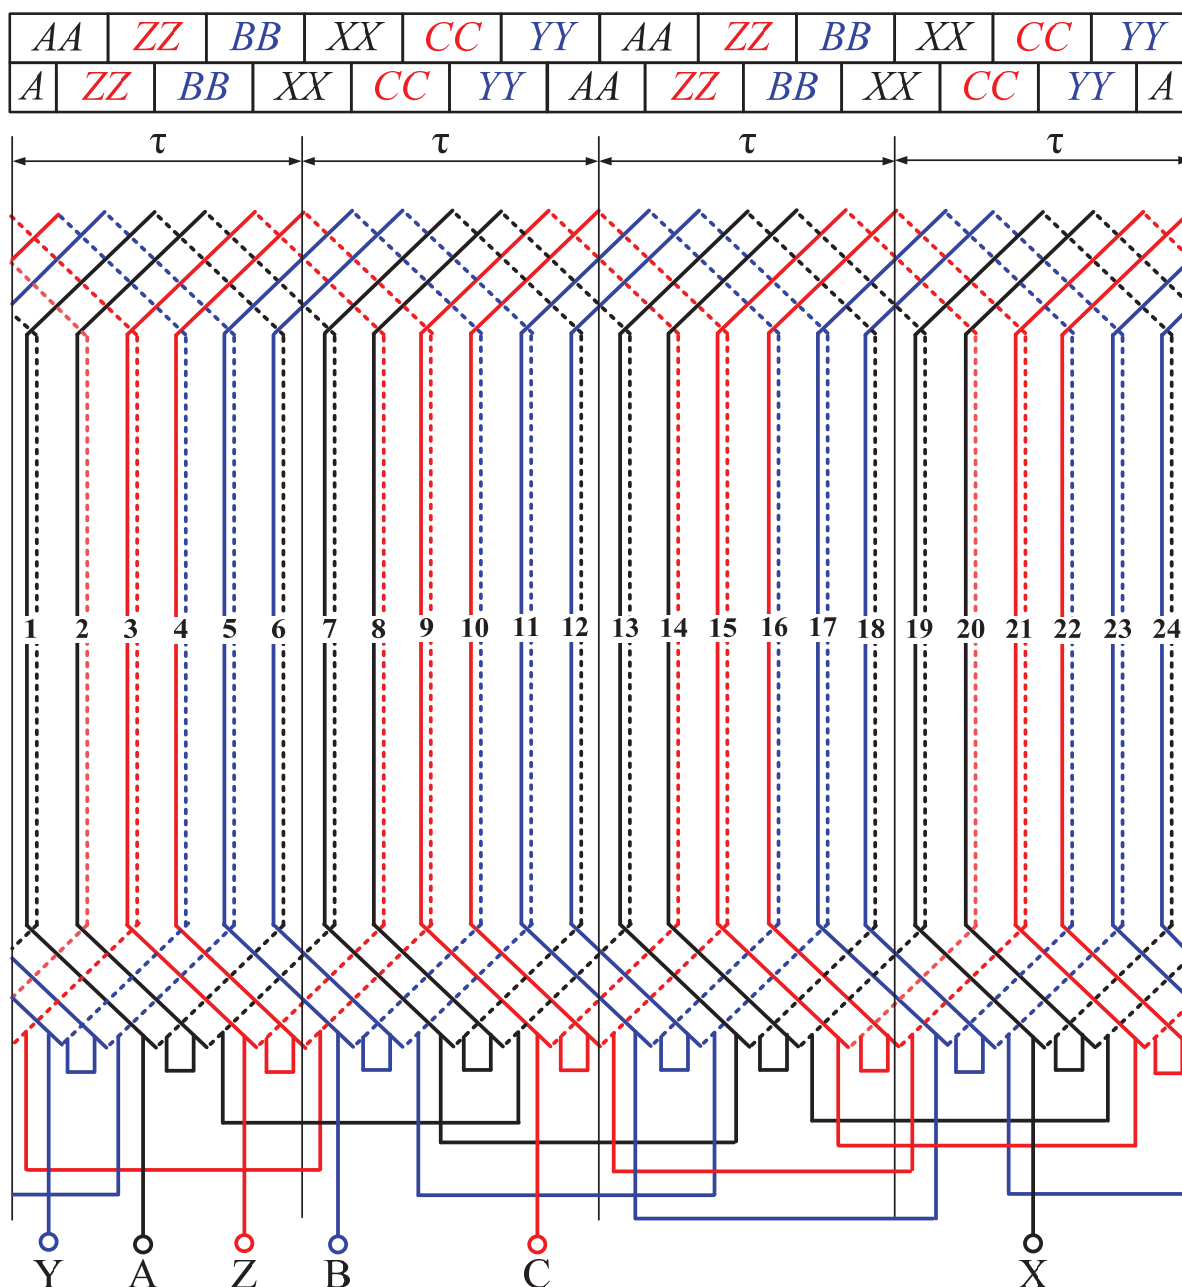 AA ZZ BB XX CC YY AA ZZ BB XX CC YY
A ZZ BB XX CC YY AA ZZ BB XX CC YY A
τ τ τ τ
1 2 3 4 5 6 7 8 9 10 11 12 13 14 15 16 17 18 19 20 21 22 23 24
Y A Z B C X